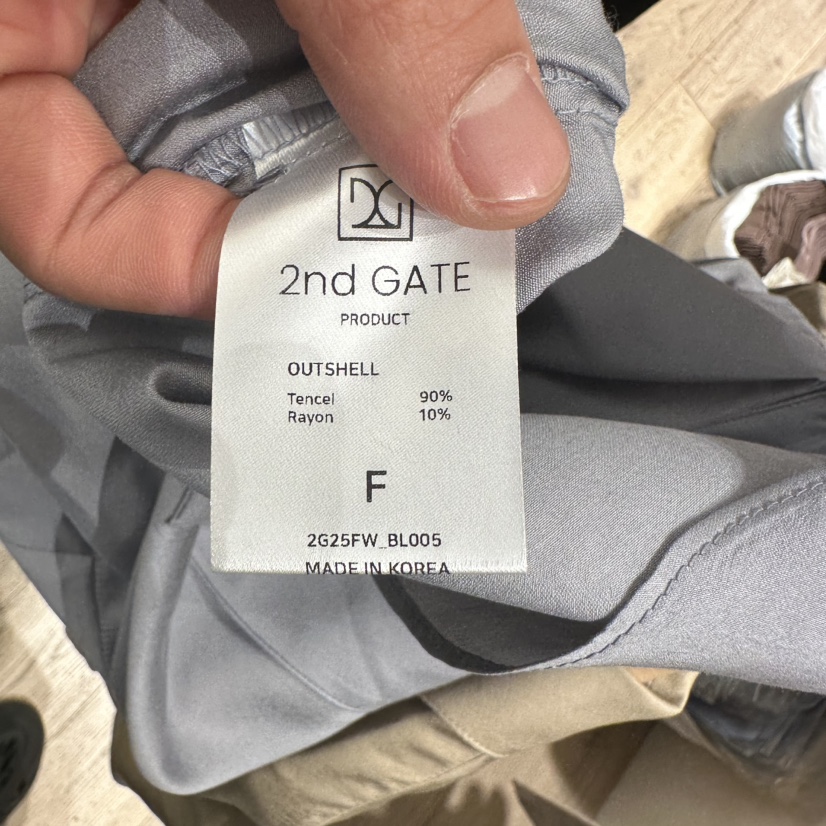 2nd GATE
PRODUCT
OUTSHELL
Tencel 90%
Rayon 10%
F
2G25FW_BL005
MADE IN KOREA